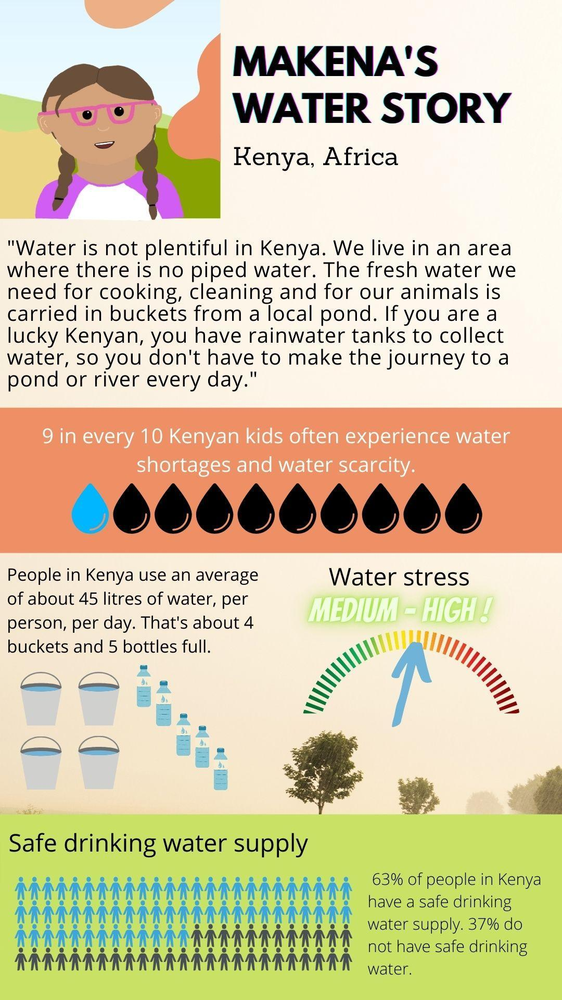 MAKENA'S
WATER STORY
Kenya, Africa
"Water is not plentiful in Kenya. We live in an area
where there is no piped water. The fresh water we
need for cooking, cleaning and for our animals is
carried in buckets from a local pond. If you are a
lucky Kenyan, you have rainwater tanks to collect
water, so you don't have to make the journey to a
pond or river every day."
9 in every 10 Kenyan kids often experience water
shortages and water scarcity.
People in Kenya use an average
of about 45 litres of water, per
person, per day. That's about 4
buckets and 5 bottles full.
Water stress
MEDIUM - HIGH !
Safe drinking water supply
63% of people in Kenya
have a safe drinking
water supply. 37% do
not have safe drinking
water.